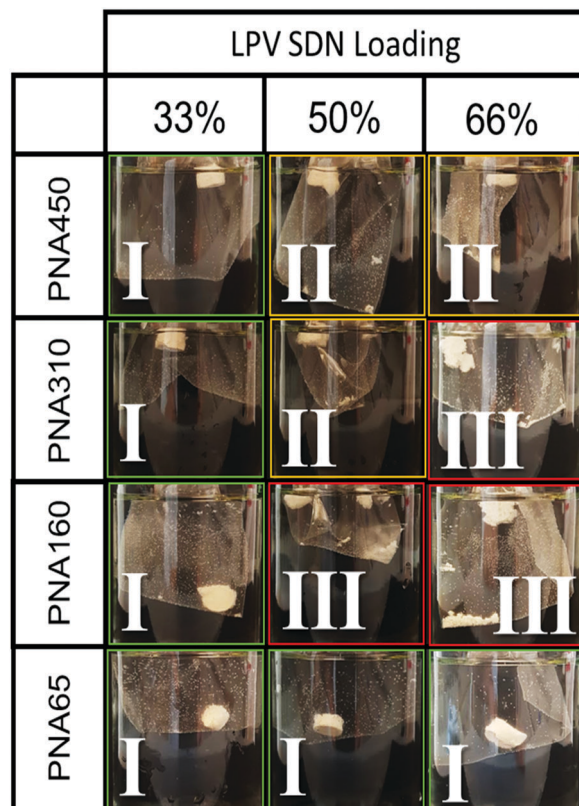 LPV SDN Loading
33% 50% 66%
PNA450 I II II
PNA310 I II III
PNA160 I III III
PNA65 I I I